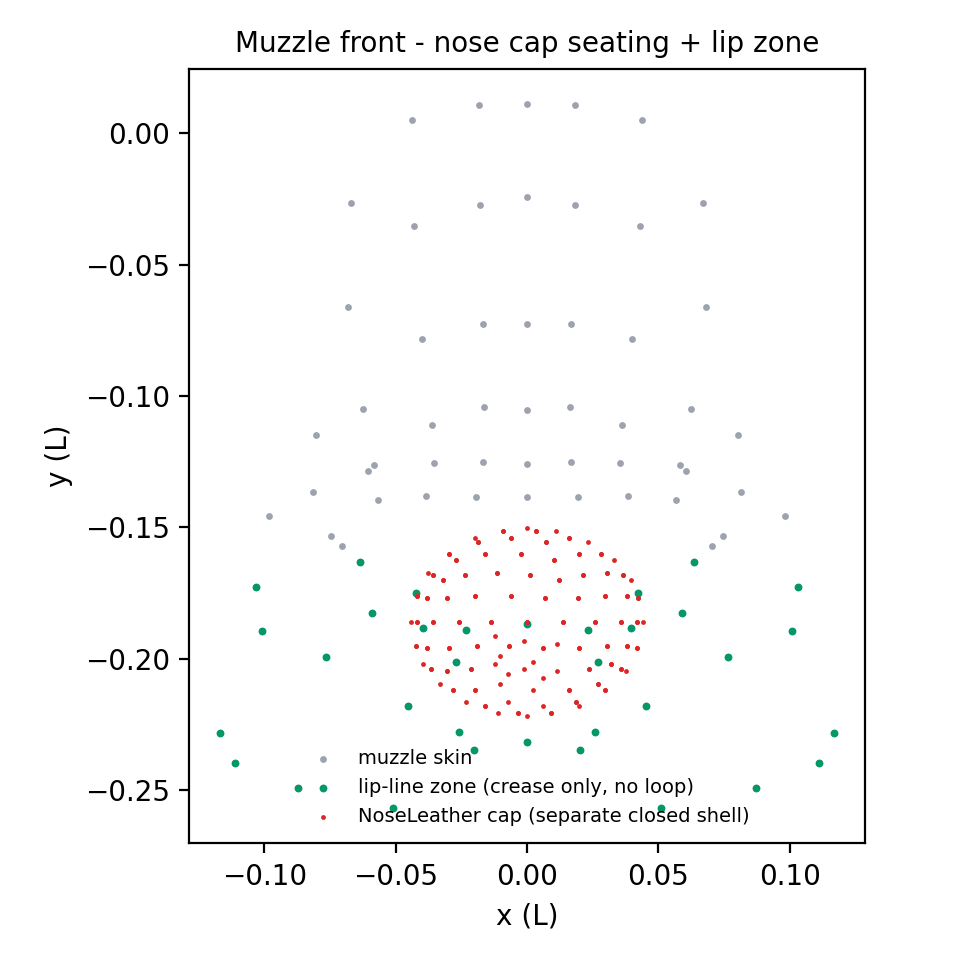 Muzzle front - nose cap seating + lip zone
0.00
−0.05
−0.10
−0.15
−0.20
−0.25
y (L)
muzzle skin
lip-line zone (crease only, no loop)
NoseLeather cap (separate closed shell)
−0.10
−0.05
0.00
0.05
0.10
x (L)